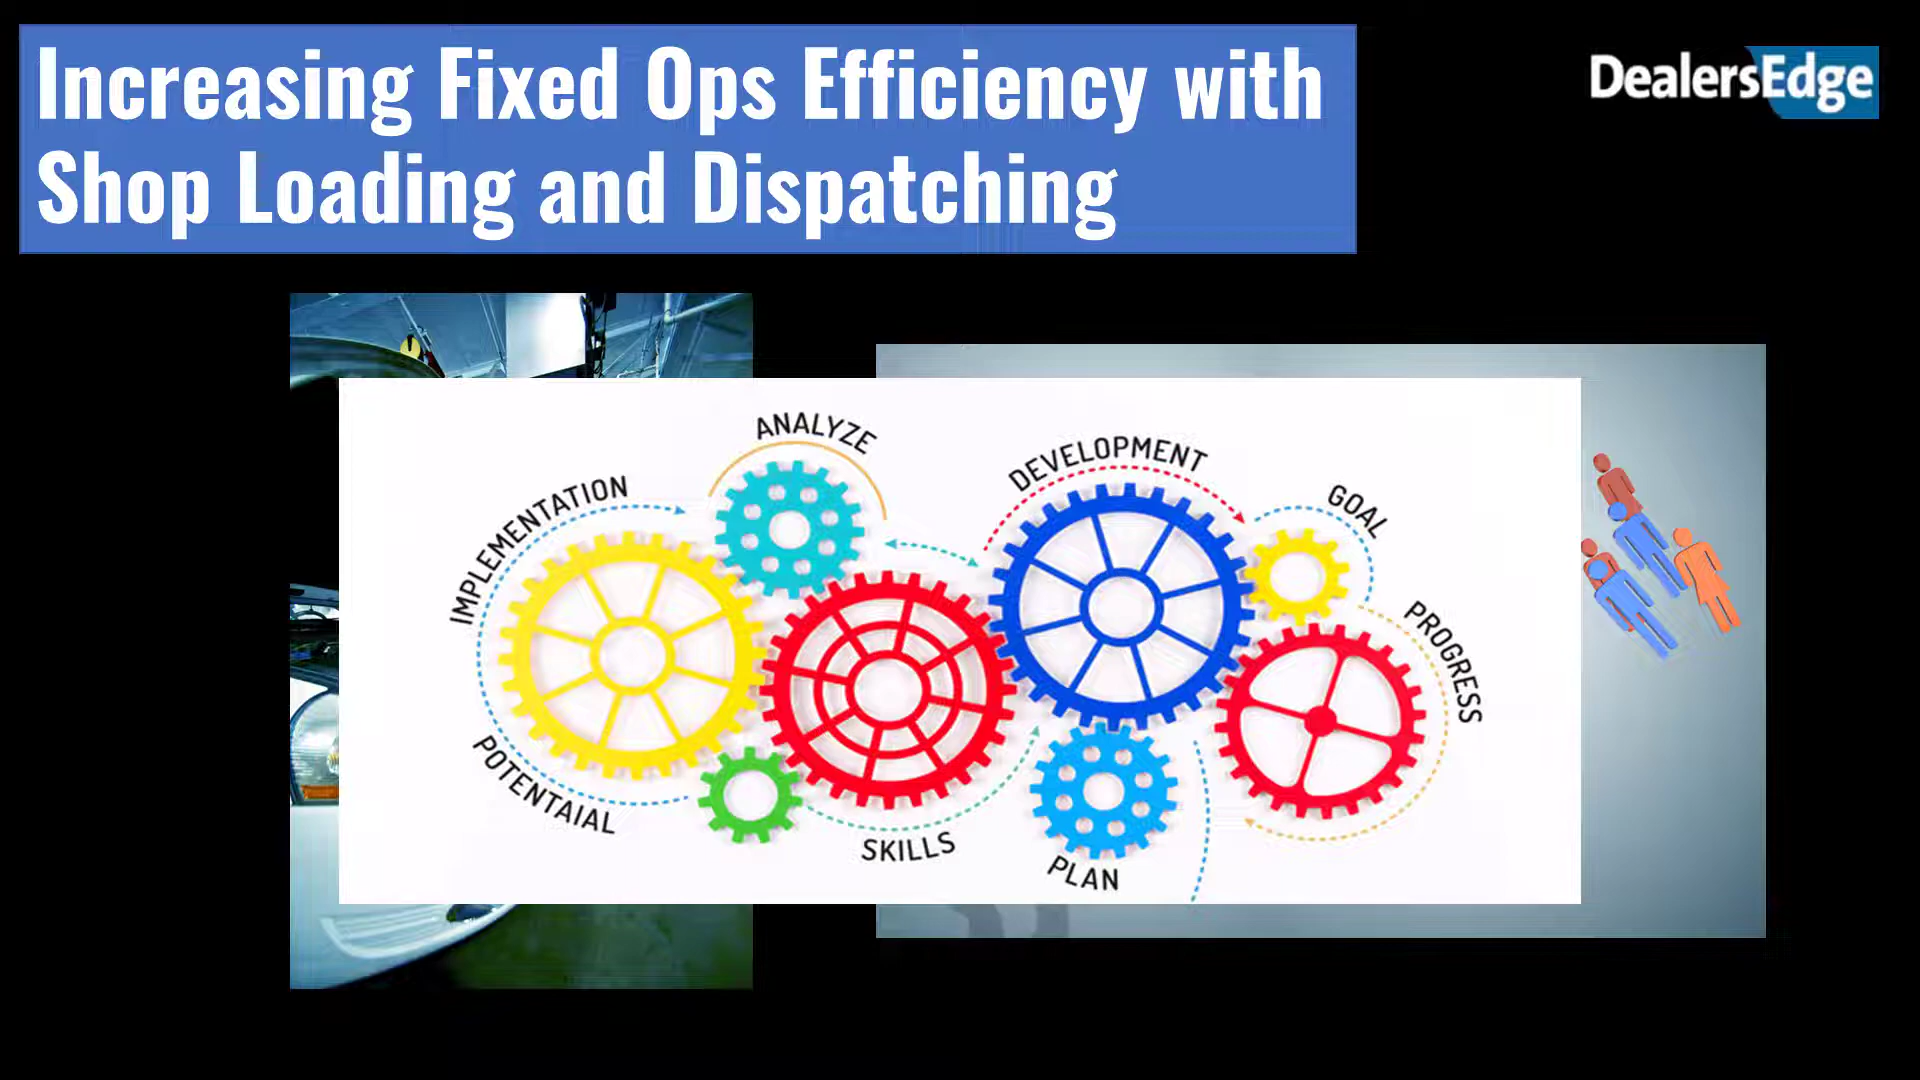 Increasing Fixed Ops Efficiency with
Shop Loading and Dispatching
DealersEdge
ANALYZE
DEVELOPMENT
IMPLEMENTATION
GOAL
PROGRESS
POTENTAIAL
SKILLS
PLAN